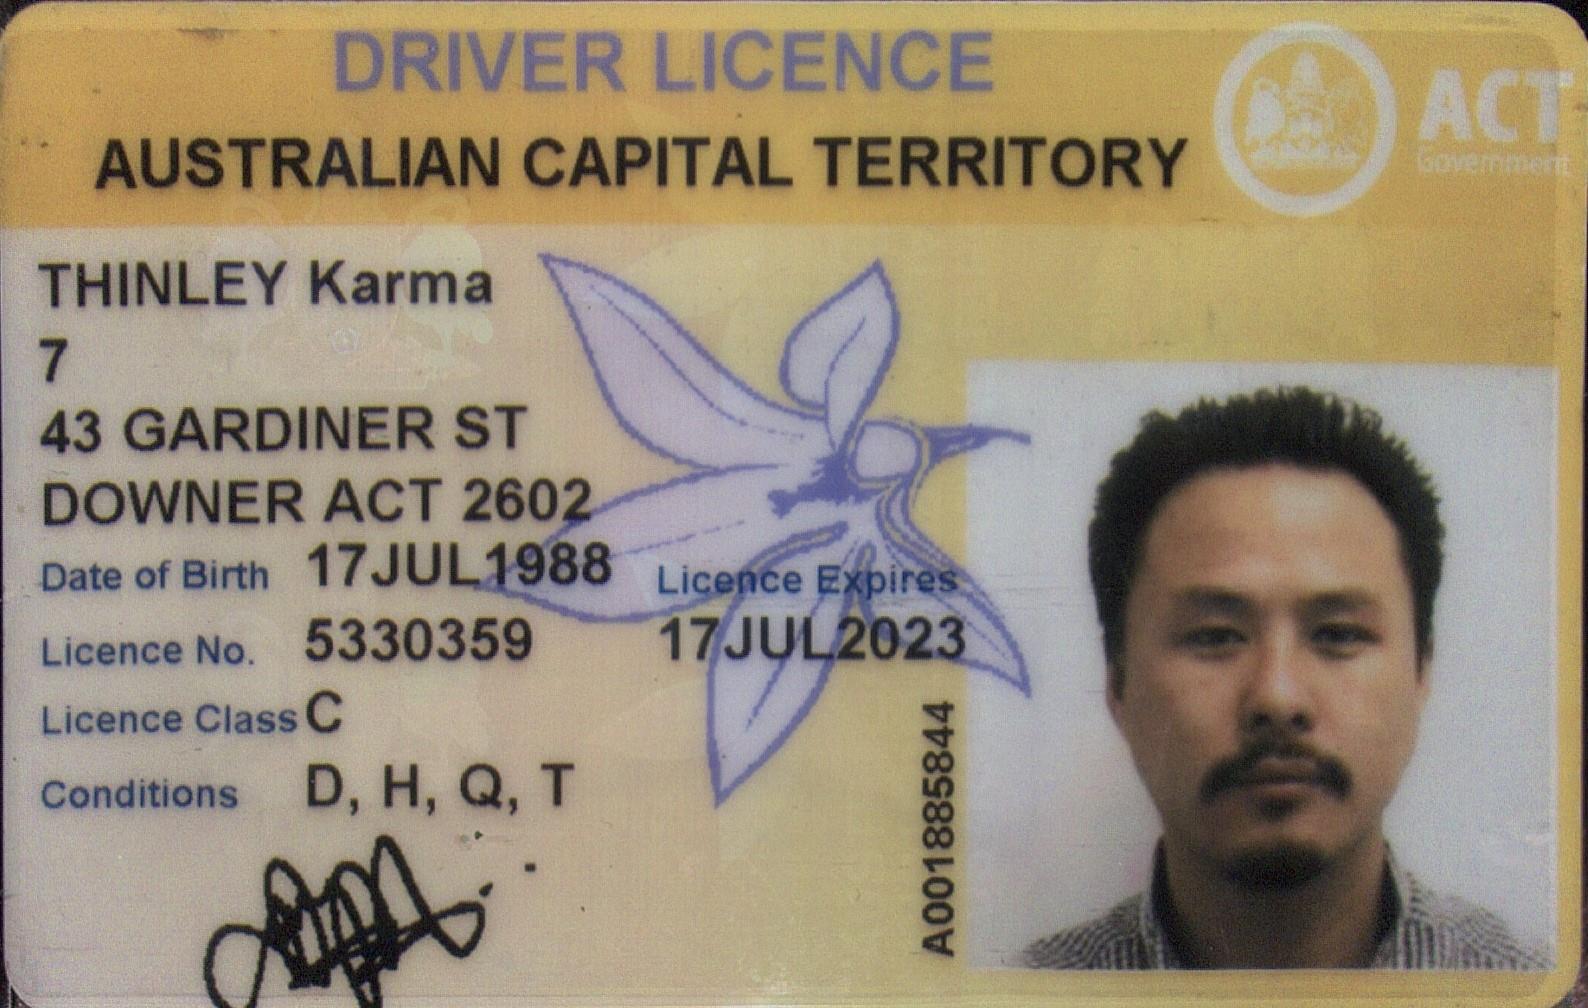 DRIVER LICENCE
AUSTRALIAN CAPITAL TERRITORY
ACT
Government
THINLEY Karma
7
43 GARDINER ST
DOWNER ACT 2602
Date of Birth 17JUL1988
Licence Expires
Licence No. 5330359
17JUL2023
Licence Class C
Conditions D, H, Q, T
A001885844